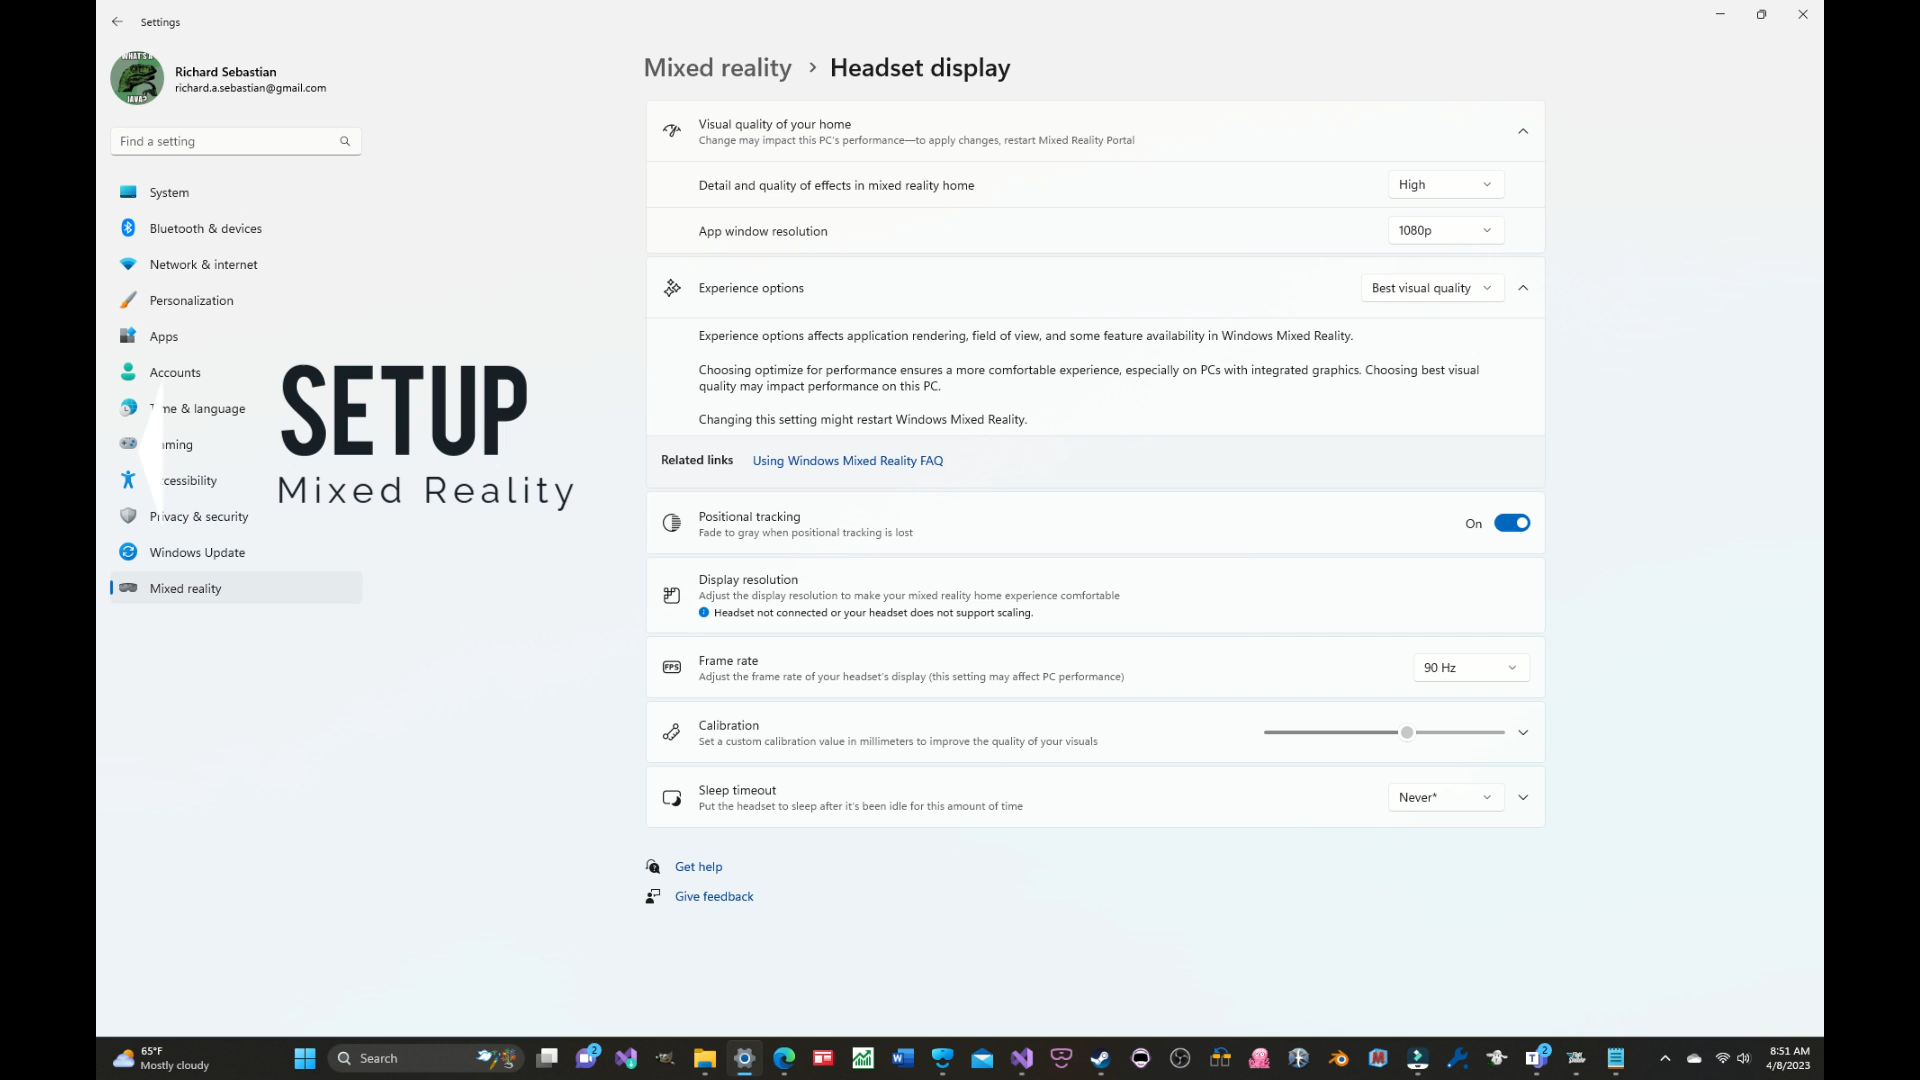 Settings
WHAT'S A
JAVA?
Richard Sebastian
richard.a.sebastian@gmail.com
Find a setting
System
Bluetooth & devices
Network & internet
Personalization
Apps
Accounts
me & language
ming
cessibility
Privacy & security
Windows Update
Mixed reality
SETUP
Mixed Reality
Mixed reality > Headset display
Visual quality of your home
Change may impact this PC's performance—to apply changes, restart Mixed Reality Portal
Detail and quality of effects in mixed reality home
High
App window resolution
1080p
Experience options
Best visual quality
Experience options affects application rendering, field of view, and some feature availability in Windows Mixed Reality.
Choosing optimize for performance ensures a more comfortable experience, especially on PCs with integrated graphics. Choosing best visual
quality may impact performance on this PC.
Changing this setting might restart Windows Mixed Reality.
Related links Using Windows Mixed Reality FAQ
Positional tracking
Fade to gray when positional tracking is lost
On
Display resolution
Adjust the display resolution to make your mixed reality home experience comfortable
Headset not connected or your headset does not support scaling.
FPS
Frame rate
Adjust the frame rate of your headset's display (this setting may affect PC performance)
90 Hz
Calibration
Set a custom calibration value in millimeters to improve the quality of your visuals
Sleep timeout
Put the headset to sleep after it's been idle for this amount of time
Never*
Get help
Give feedback
65°F
Mostly cloudy
Search
2
2
8:51 AM
4/8/2023